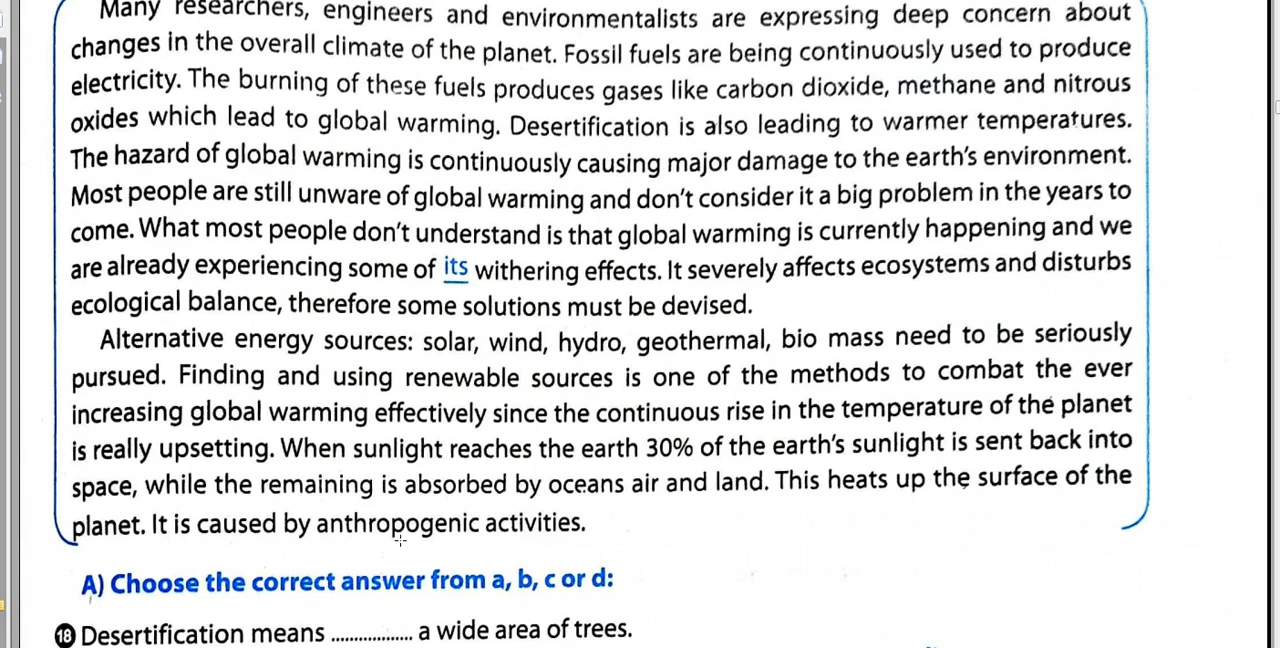 Many researchers, engineers and environmentalists are expressing deep concern about
changes in the overall climate of the planet. Fossil fuels are being continuously used to produce
electricity. The burning of these fuels produces gases like carbon dioxide, methane and nitrous
oxides which lead to global warming. Desertification is also leading to warmer temperatures.
The hazard of global warming is continuously causing major damage to the earth's environment.
Most people are still unware of global warming and don't consider it a big problem in the years to
come. What most people don't understand is that global warming is currently happening and we
are already experiencing some of its withering effects. It severely affects ecosystems and disturbs
ecological balance, therefore some solutions must be devised.
Alternative energy sources: solar, wind, hydro, geothermal, bio mass need to be seriously
pursued. Finding and using renewable sources is one of the methods to combat the ever
increasing global warming effectively since the continuous rise in the temperature of the planet
is really upsetting. When sunlight reaches the earth 30% of the earth's sunlight is sent back into
space, while the remaining is absorbed by oceans air and land. This heats up the surface of the
planet. It is caused by anthropogenic activities.
A) Choose the correct answer from a, b, c or d:
18 Desertification means .................. a wide area of trees.